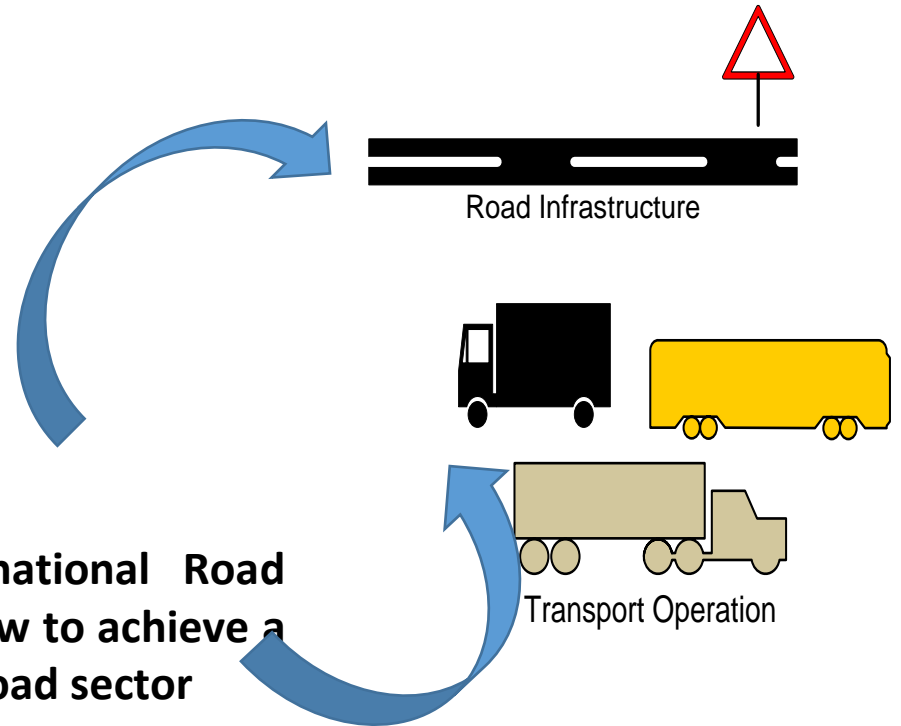 Road Infrastructure
Transport Operation
national Road
w to achieve a
oad sector